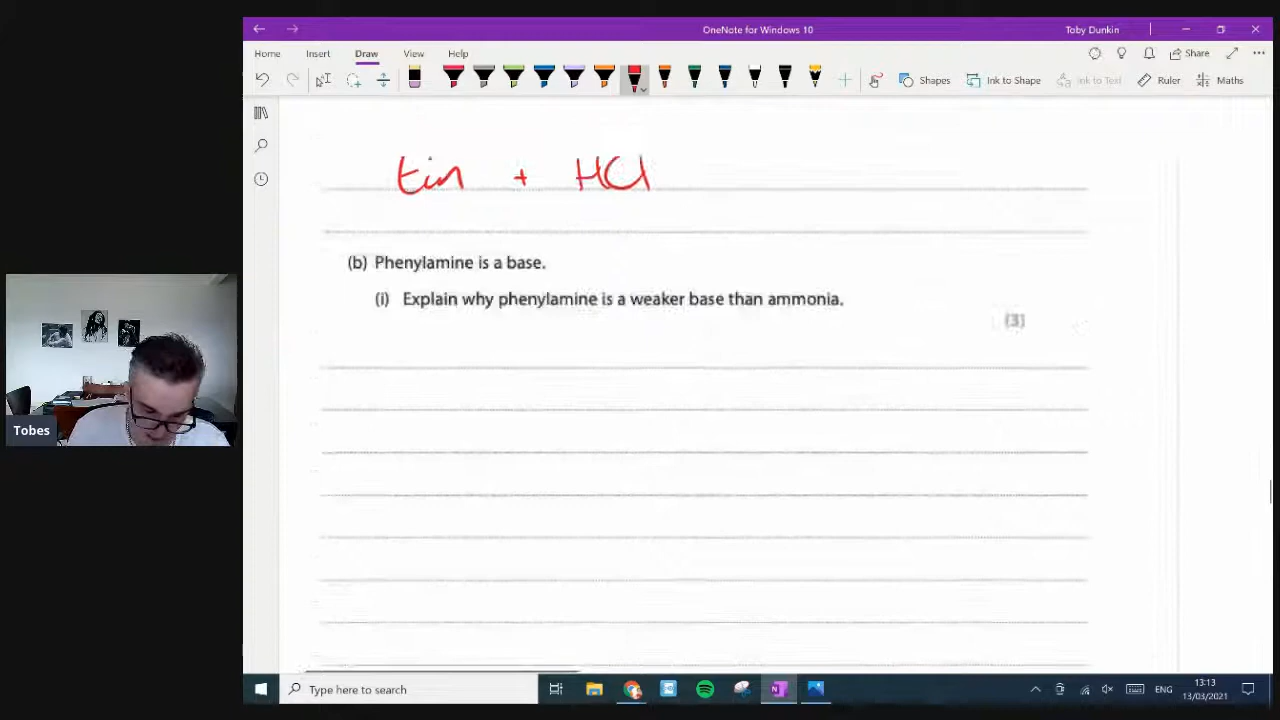 OneNote for Windows 10
Toby Dunkin
Home Insert Draw View Help
Share
Shapes Ink to Shape Ink to Text Ruler Maths
tin + HCl
(b) Phenylamine is a base.
(i) Explain why phenylamine is a weaker base than ammonia.
(3)
Tobes
Type here to search
ENG
13:13
13/03/2021